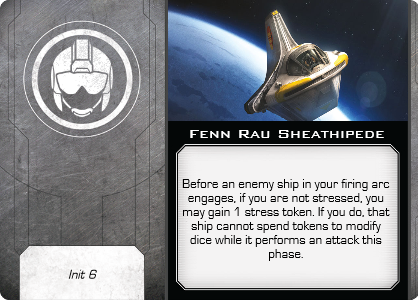 Fenn Rau Sheathipede
Before an enemy ship in your firing arc
engages, if you are not stressed, you
may gain 1 stress token. If you do, that
ship cannot spend tokens to modify
dice while it performs an attack this
phase.
Init 6